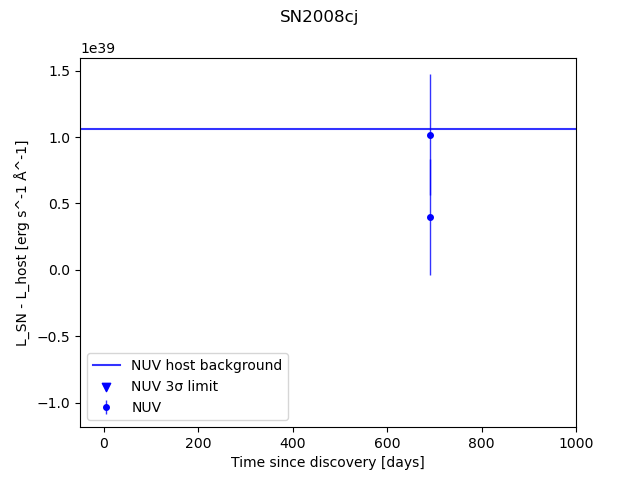 SN2008cj
1e39
1.5
1.0
0.5
0.0
−0.5
−1.0
L_SN - L_host [erg s^-1 Å^-1]
NUV host background
NUV 3σ limit
NUV
0 200 400 600 800 1000
Time since discovery [days]